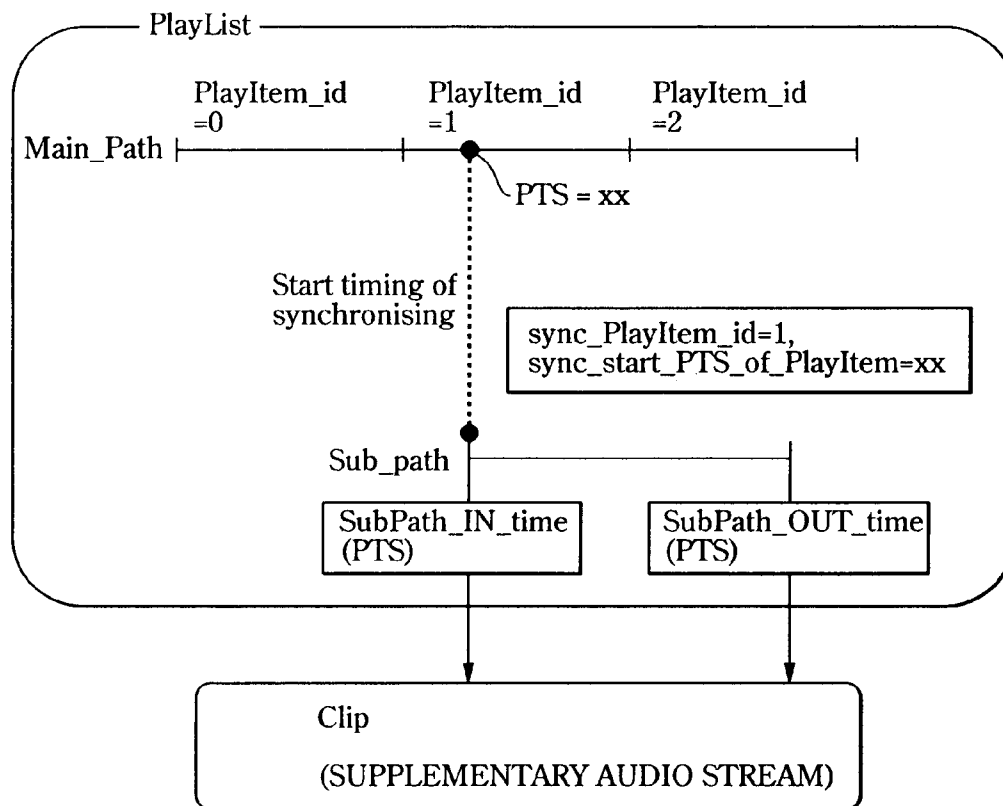 PlayList
PlayItem_id
=0
PlayItem_id
=1
PlayItem_id
=2
Main_Path
PTS = xx
Start timing of
synchronising
sync_PlayItem_id=1,
sync_start_PTS_of_PlayItem=xx
Sub_path
SubPath_IN_time
(PTS)
SubPath_OUT_time
(PTS)
Clip
(SUPPLEMENTARY AUDIO STREAM)